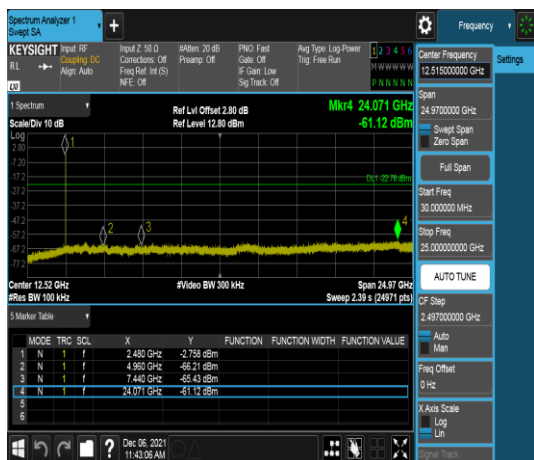 Spectrum Analyzer 1
Swept SA
+
Frequency
KEYSIGHT Input: RF Input Z: 50 Ω #Atten: 20 dB PNO: Fast Avg Type: Log-Power 1 2 3 4 5 6
RL Coupling: DC Corrections: Off Preamp: Off Gate: Off Trig: Free Run M W W W W W
Align: Auto Freq Ref: Int (S) IF Gain: Low
NFE: Off Sig Track: Off P N N N N N
LXI
1 Spectrum Ref Lvl Offset 2.80 dB Mkr4 24.071 GHz
Scale/Div 10 dB Ref Level 12.80 dBm -61.12 dBm
Log
2.80
-7.20
-17.2
-27.2
-37.2
-47.2
-57.2
-67.2
-77.2
1
2
3
4
DL1 -22.76 dBm
Center 12.52 GHz #Video BW 300 kHz Span 24.97 GHz
#Res BW 100 kHz Sweep 2.39 s (24971 pts)
5 Marker Table
MODE TRC SCL X Y FUNCTION FUNCTION WIDTH FUNCTION VALUE
1 N 1 f 2.480 GHz -2.758 dBm
2 N 1 f 4.960 GHz -66.21 dBm
3 N 1 f 7.440 GHz -65.43 dBm
4 N 1 f 24.071 GHz -61.12 dBm
5
6
? Dec 06, 2021
11:43:06 AM
Center Frequency
12.515000000 GHz
Settings
Span
24.9700000 GHz
Swept Span
Zero Span
Full Span
Start Freq
30.000000 MHz
Stop Freq
25.000000000 GHz
AUTO TUNE
CF Step
2.497000000 GHz
Auto
Man
Freq Offset
0 Hz
X Axis Scale
Log
Lin
Signal Track